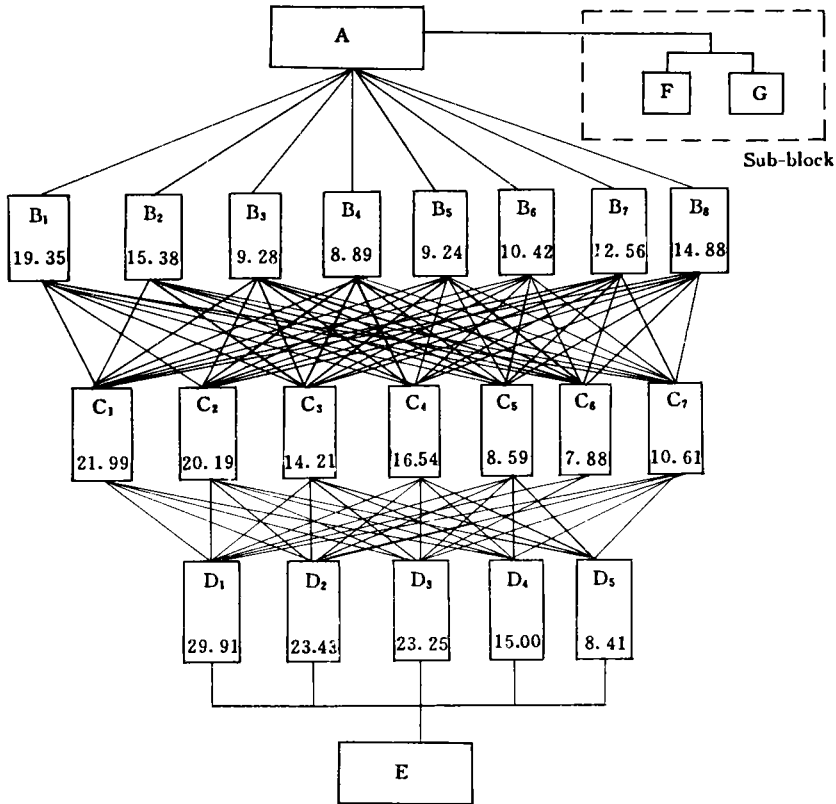 A
F G
Sub-block
B₁ B₂ B₃ B₄ B₅ B₆ B₇ B₈
19.35 15.38 9.28 8.89 9.24 10.42 12.56 14.88
C₁ C₂ C₃ C₄ C₅ C₆ C₇
21.99 20.19 14.21 16.54 8.59 7.88 10.61
D₁ D₂ D₃ D₄ D₅
29.91 23.43 23.25 15.00 8.41
E